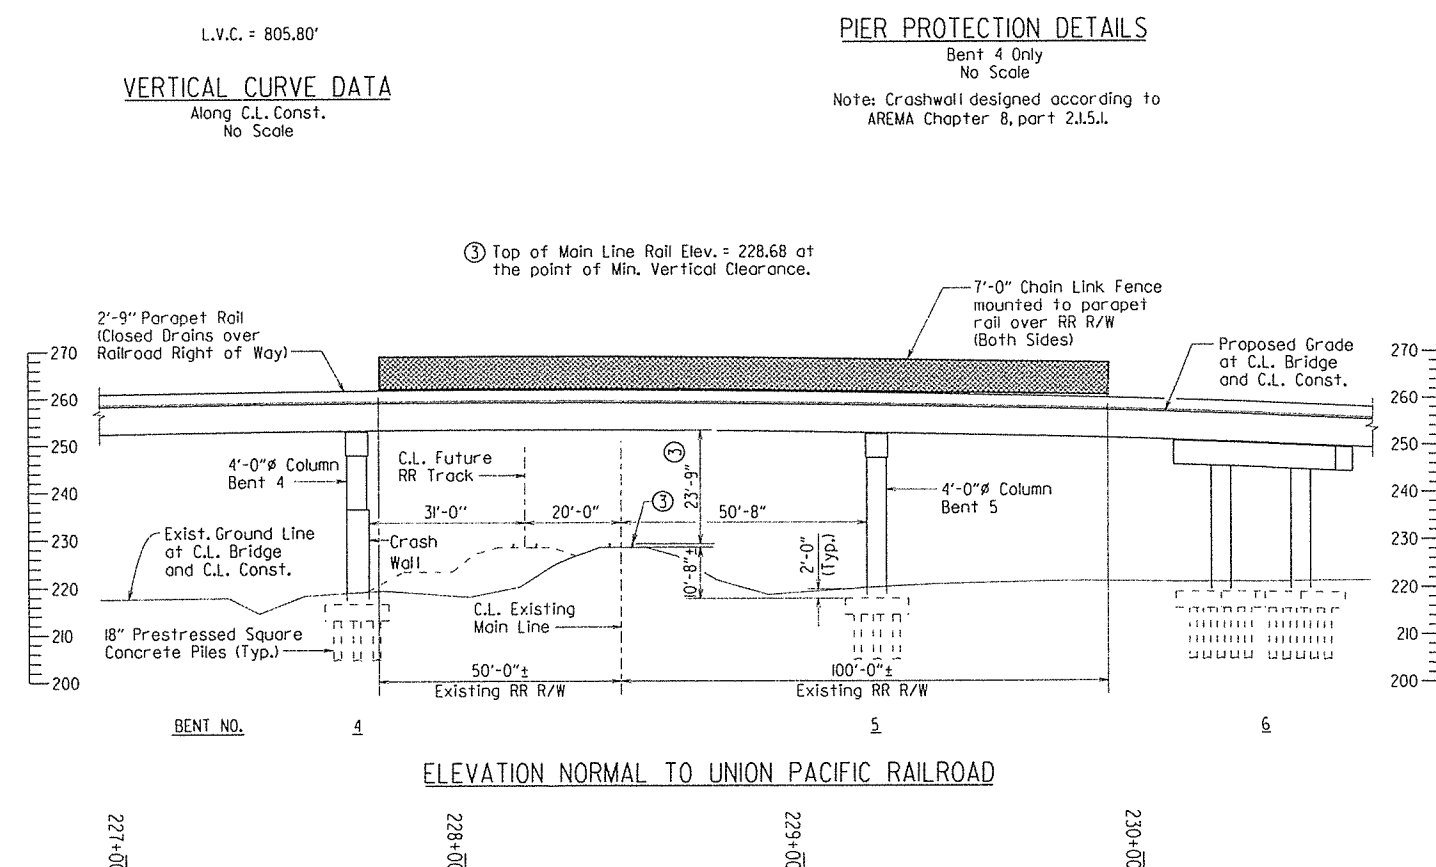 L.V.C. = 805.80'
VERTICAL CURVE DATA
Along C.L. Const.
No Scale
PIER PROTECTION DETAILS
Bent 4 Only
No Scale
Note: Crashwall designed according to
AREMA Chapter 8, part 2.1.5.1.
③ Top of Main Line Rail Elev. = 228.68 at
the point of Min. Vertical Clearance.
7'-0" Chain Link Fence
mounted to parapet
rail over RR R/W
(Both Sides)
2'-9" Parapet Rail
(Closed Drains over
Railroad Right of Way)
Proposed Grade
at C.L. Bridge
and C.L. Const.
270
260
250
240
230
220
210
200
270
260
250
240
230
220
210
200
4'-0"ø Column
Bent 4
C.L. Future
RR Track
③
23'-9"
③
4'-0"ø Column
Bent 5
31'-0"
20'-0"
50'-8"
Exist. Ground Line
at C.L. Bridge
and C.L. Const.
Crash
Wall
2'-0"
(Typ.)
10'-8"±
C.L. Existing
Main Line
18" Prestressed Square
Concrete Piles (Typ.)
50'-0"±
Existing RR R/W
100'-0"±
Existing RR R/W
BENT NO.
4
5
6
ELEVATION NORMAL TO UNION PACIFIC RAILROAD
227+00
228+00
229+00
230+00